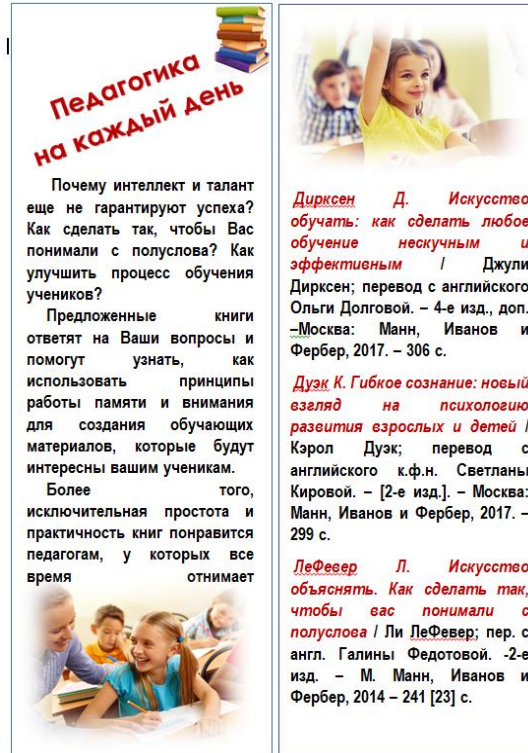 Педагогика
на каждый день
Почему интеллект и талант
еще не гарантируют успеха?
Как сделать так, чтобы Вас
понимали с полуслова? Как
улучшить процесс обучения
учеников?
Предложенные книги
ответят на Ваши вопросы и
помогут узнать, как
использовать принципы
работы памяти и внимания
для создания обучающих
материалов, которые будут
интересны вашим ученикам.
Более того,
исключительная простота и
практичность книг понравится
педагогам, у которых все
время отнимает
Дирксен Д. Искусство
обучать: как сделать любое
обучение нескучным и
эффективным / Джули
Дирксен; перевод с английского
Ольги Долговой. – 4-е изд., доп.
–Москва: Манн, Иванов и
Фербер, 2017. – 306 с.
Дуэк К. Гибкое сознание: новый
взгляд на психологию
развития взрослых и детей /
Кэрол Дуэк; перевод с
английского к.ф.н. Светланы
Кировой. – [2-е изд.]. – Москва:
Манн, Иванов и Фербер, 2017. –
299 с.
ЛеФевер Л. Искусство
объяснять. Как сделать так,
чтобы вас понимали с
полуслова / Ли ЛеФевер; пер. с
англ. Галины Федотовой. -2-е
изд. – М. Манн, Иванов и
Фербер, 2014 – 241 [23] с.